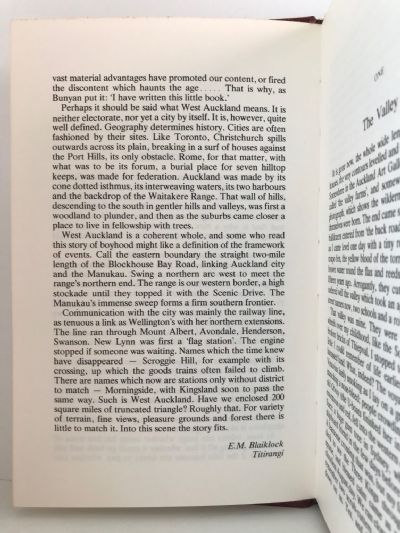 vast material advantages have promoted our content, or fired
the discontent which haunts the age . . . . . That is why, as
Bunyan put it: ‘I have written this little book.’
Perhaps it should be said what West Auckland means. It is
neither electorate, nor yet a city by itself. It is, however, quite
well defined. Geography determines history. Cities are often
fashioned by their sites. Like Toronto, Christchurch spills
outwards across its plain, breaking in a surf of houses against
the Port Hills, its only obstacle. Rome, for that matter, with
what was to be its forum, a burial place for seven hilltop
keeps, was made for federation. Auckland was made by its
cone dotted isthmus, its interweaving waters, its two harbours
and the backdrop of the Waitakere Range. That wall of hills,
descending to the south in gentler hills and valleys, was first a
woodland to plunder, and then as the suburbs came closer a
place to live in fellowship with trees.
West Auckland is a coherent whole, and some who read
this story of boyhood might like a definition of the framework
of events. Call the eastern boundary the straight two-mile
length of the Blockhouse Bay Road, linking Auckland city
and the Manukau. Swing a northern arc west to meet the
range’s northern end. The range is our western border, a high
stockade until they topped it with the Scenic Drive. The
Manukau’s immense sweep forms a firm southern frontier.
Communication with the city was mainly the railway line,
as tenuous a link as Wellington’s with her northern extensions.
The line ran through Mount Albert, Avondale, Henderson,
Swanson. New Lynn was first a ‘flag station’. The engine
stopped if someone was waiting. Names which the time knew
have disappeared — Scroggie Hill, for example with its
crossing, up which the goods trains often failed to climb.
There are names which now are stations only without district
to match — Morningside, with Kingsland soon to pass the
same way. Such is West Auckland. Have we enclosed 200
square miles of truncated triangle? Roughly that. For variety
of terrain, fine views, pleasure grounds and forest there is
little to match it. Into this scene the story fits.
E.M. Blaiklock
Titirangi
ONE
The Valley